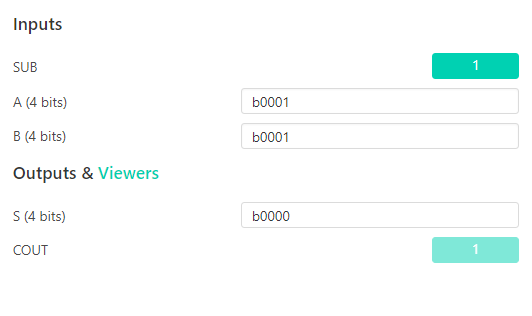 Inputs
SUB 1
A (4 bits) b0001
B (4 bits) b0001
Outputs & Viewers
S (4 bits) b0000
COUT 1